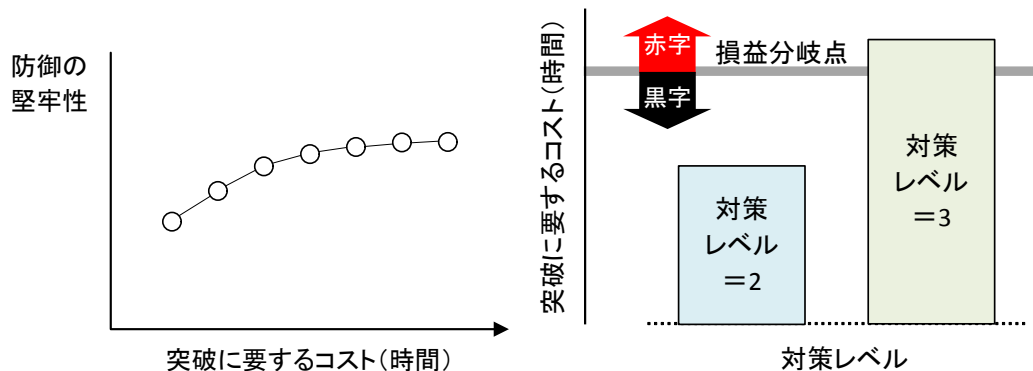 防御の
堅牢性
突破に要するコスト(時間)
突破に要するコスト(時間)
赤字
黒字
損益分岐点
対策
レベル
＝2
対策
レベル
＝3
対策レベル